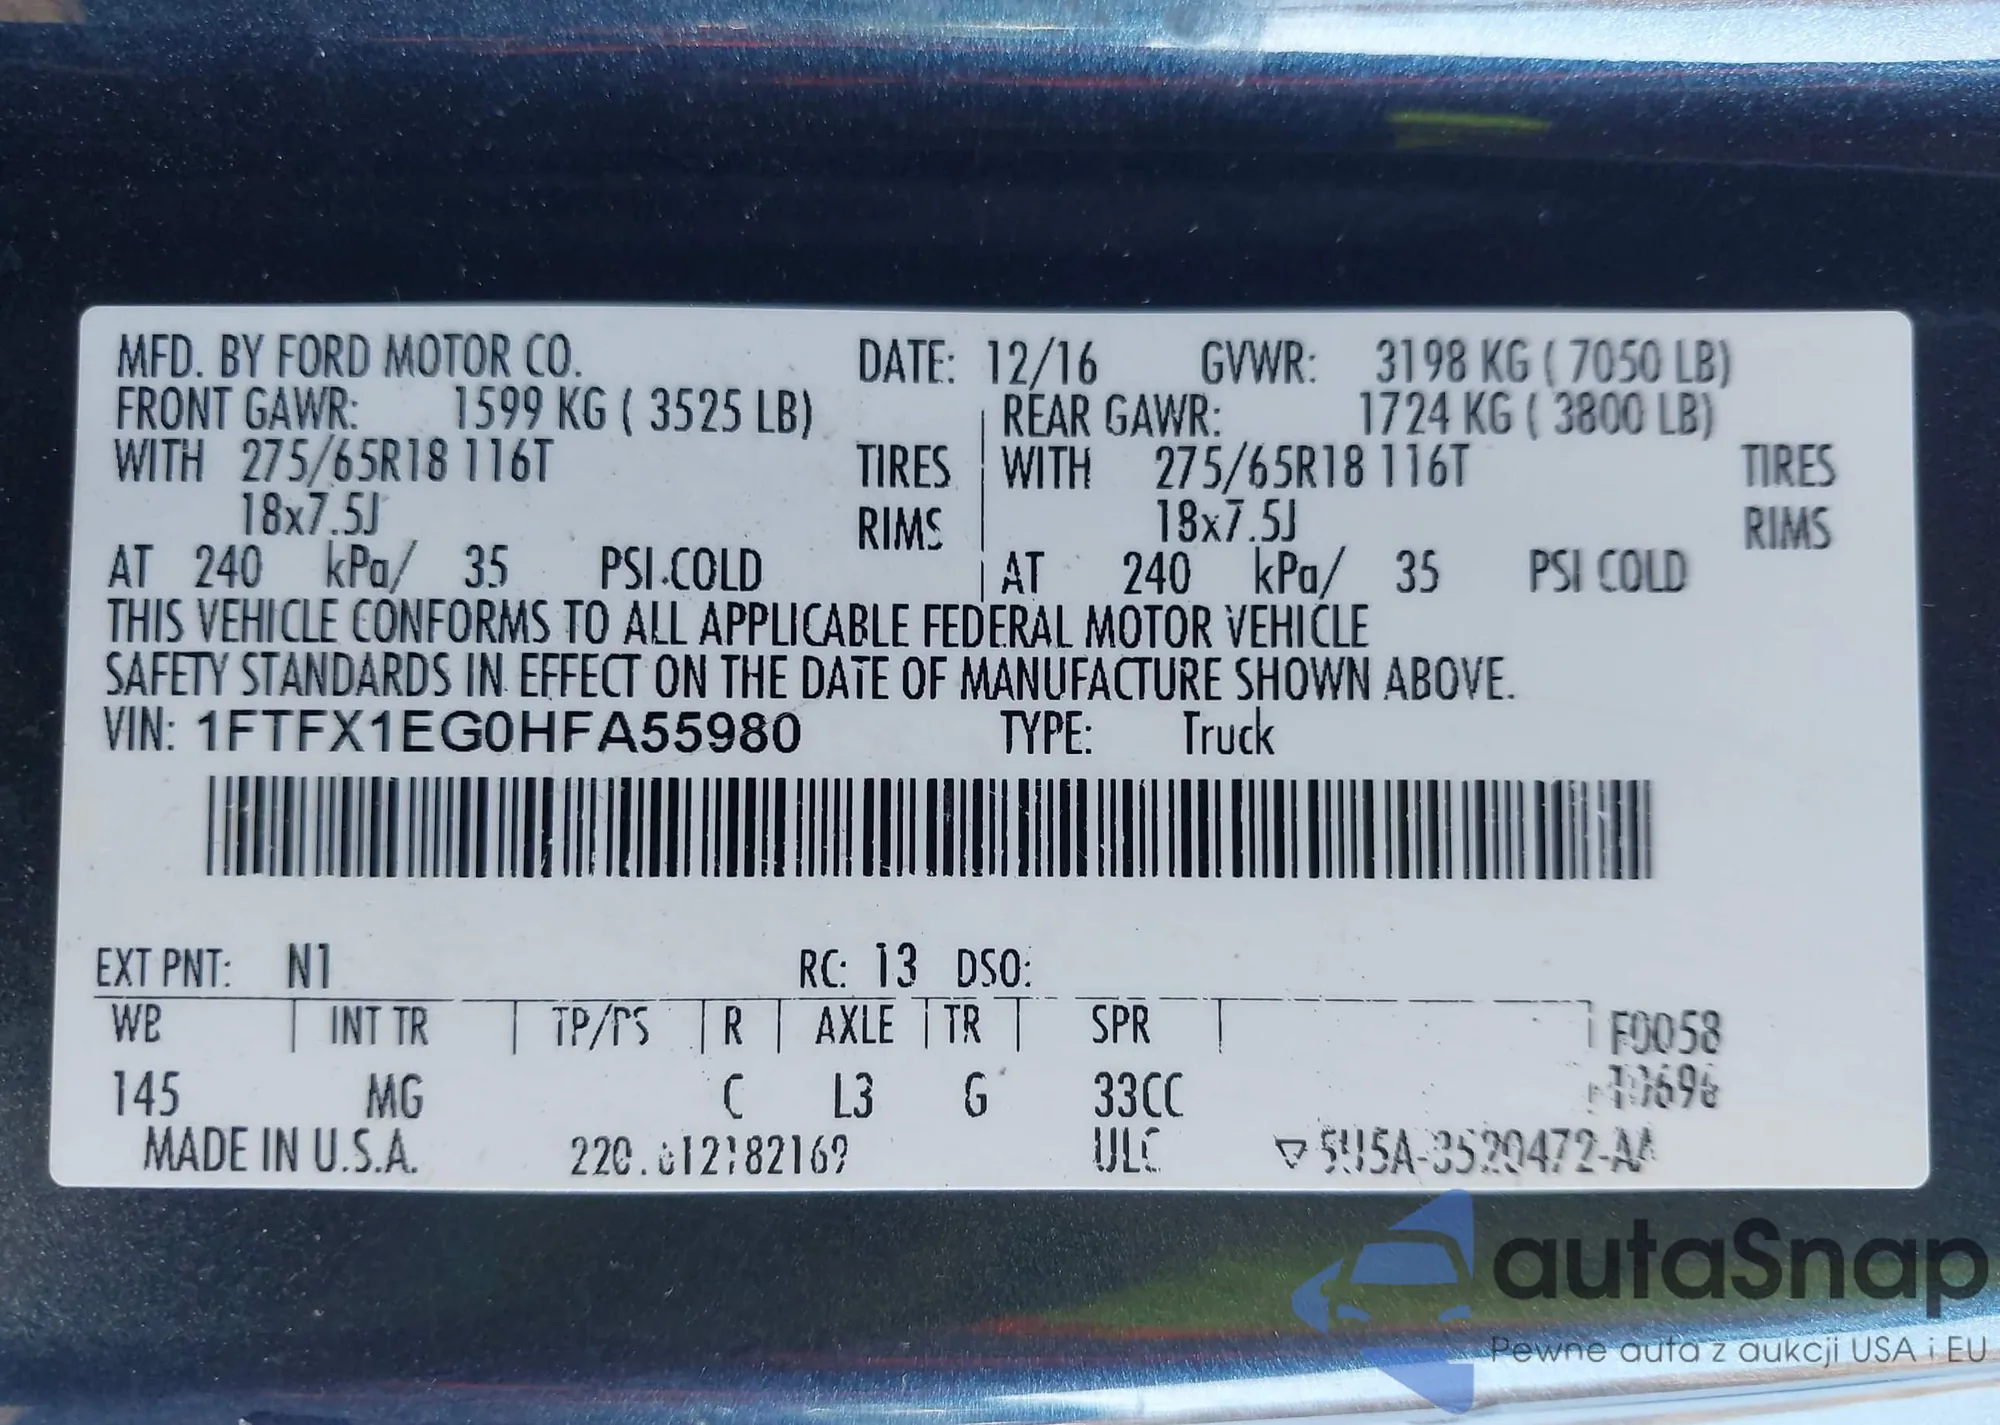 MFD. BY FORD MOTOR CO. DATE: 12/16 GVWR: 3198 KG ( 7050 LB)
FRONT GAWR: 1599 KG ( 3525 LB) REAR GAWR: 1724 KG ( 3800 LB)
WITH 275/65R18 116T TIRES WITH 275/65R18 116T TIRES
18x7.5J RIMS 18x7.5J RIMS
AT 240 kPa/ 35 PSI COLD AT 240 kPa/ 35 PSI COLD
THIS VEHICLE CONFORMS TO ALL APPLICABLE FEDERAL MOTOR VEHICLE
SAFETY STANDARDS IN EFFECT ON THE DATE OF MANUFACTURE SHOWN ABOVE.
VIN: 1FTFX1EG0HFA55980 TYPE: Truck
EXT PNT: N1 RC: 13 DSO:
WB INT TR TP/PS R AXLE TR SPR F0058
145 MG C L3 G 33CC
MADE IN U.S.A. ULC
autaSnap
Pewne auta z aukcji USA i EU